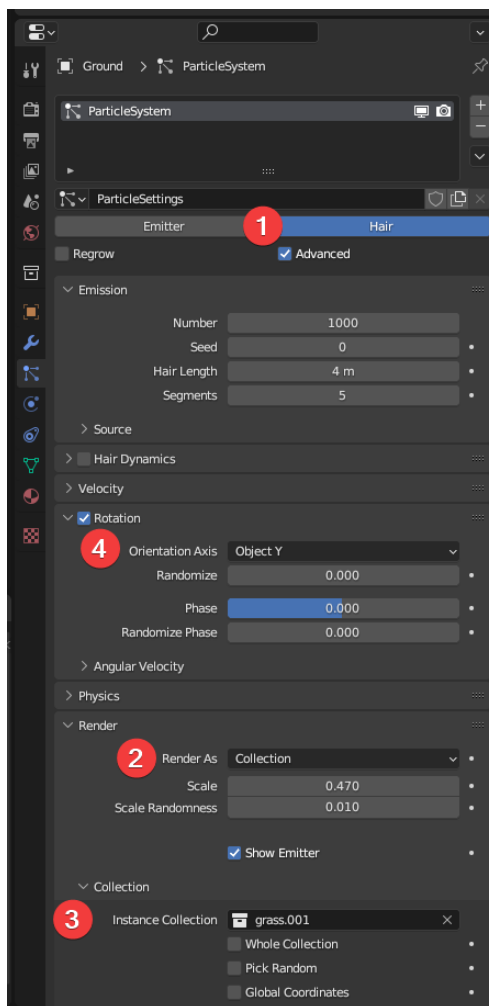 Ground > ParticleSystem
ParticleSystem
ParticleSettings
Emitter 1 Hair
Regrow Advanced
Emission
Number 1000
Seed 0
Hair Length 4 m
Segments 5
Source
Hair Dynamics
Velocity
Rotation
4 Orientation Axis Object Y
Randomize 0.000
Phase 0.000
Randomize Phase 0.000
Angular Velocity
Physics
Render
2 Render As Collection
Scale 0.470
Scale Randomness 0.010
Show Emitter
Collection
3 Instance Collection grass.001
Whole Collection
Pick Random
Global Coordinates